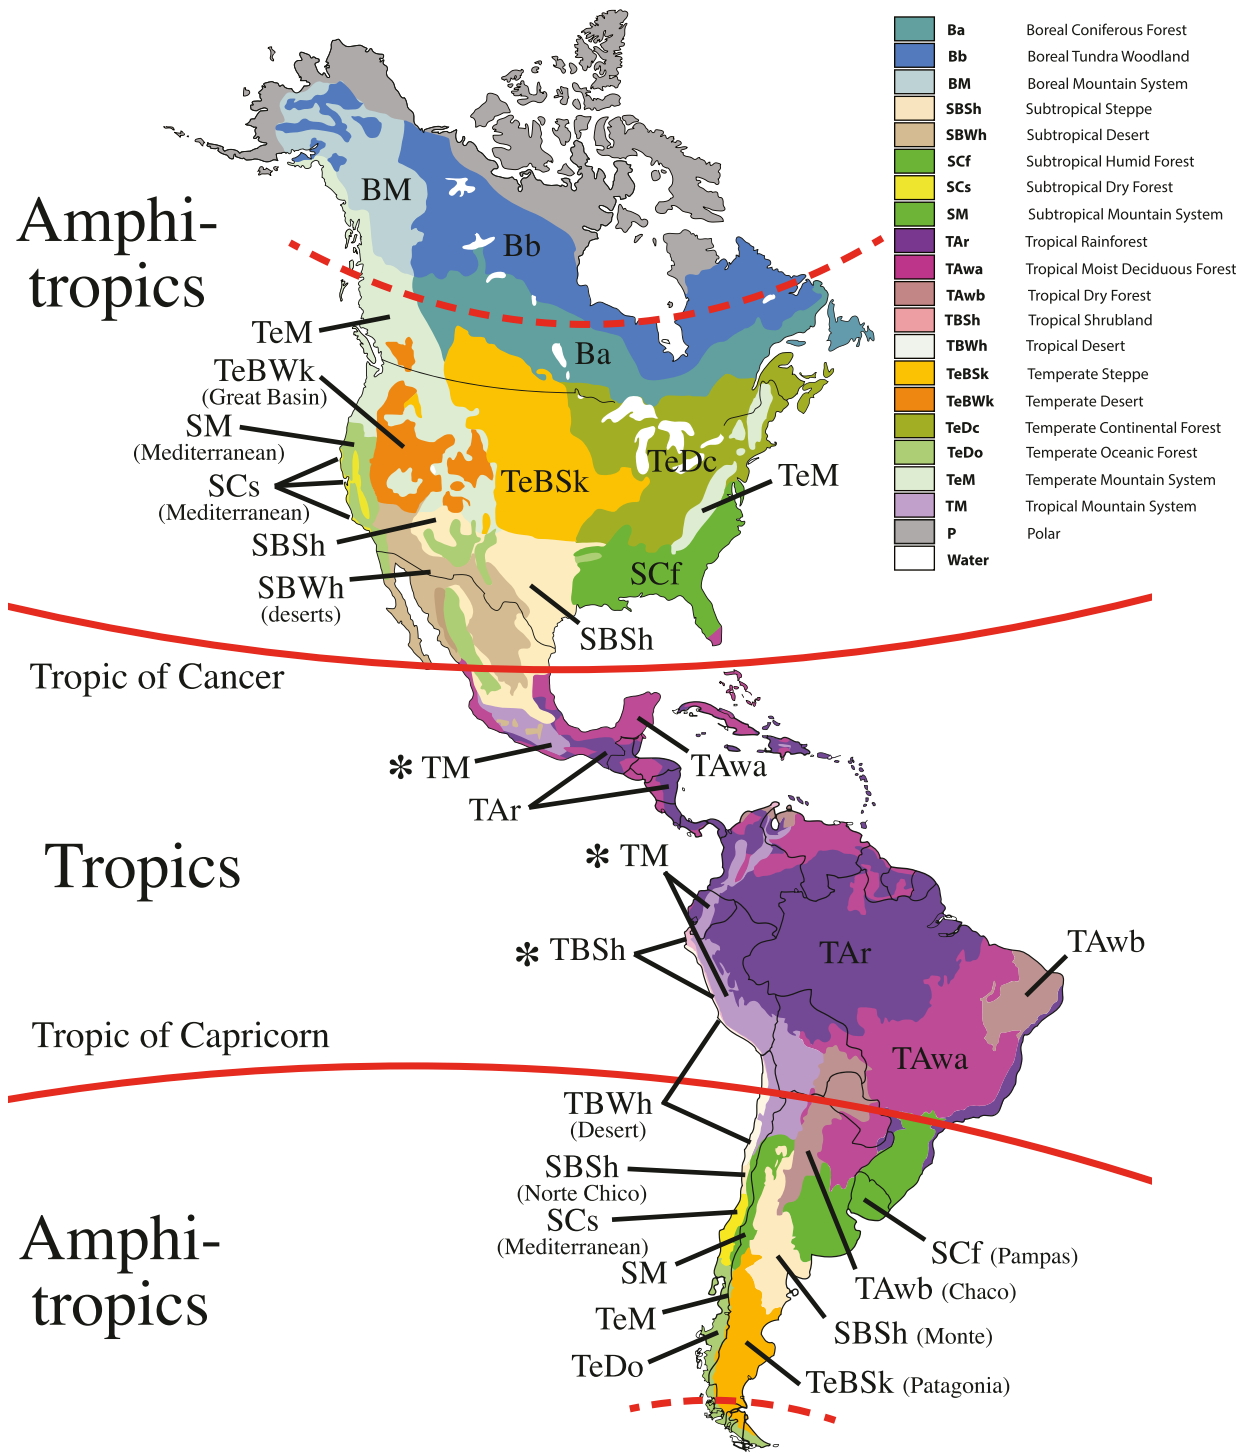 Ba Boreal Coniferous Forest
Bb Boreal Tundra Woodland
BM Boreal Mountain System
SBSh Subtropical Steppe
SBWh Subtropical Desert
SCf Subtropical Humid Forest
SCs Subtropical Dry Forest
SM Subtropical Mountain System
TAr Tropical Rainforest
TAwa Tropical Moist Deciduous Forest
TAwb Tropical Dry Forest
TBSh Tropical Shrubland
TBWh Tropical Desert
TeBSk Temperate Steppe
TeBWk Temperate Desert
TeDc Temperate Continental Forest
TeDo Temperate Oceanic Forest
TeM Temperate Mountain System
TM Tropical Mountain System
P Polar
Water
Amphi-
tropics
BM
Bb
TeM
Ba
TeBWk
(Great Basin)
SM
(Mediterranean)
TeDc
TeM
TeBSk
SCs
(Mediterranean)
SBSh
SCf
SBWh
(deserts)
SBSh
Tropic of Cancer
* TM
TAwa
TAr
Tropics
* TM
TAwb
* TBSh
TAr
Tropic of Capricorn
TAwa
TBWh
(Desert)
SBSh
(Norte Chico)
SCs
(Mediterranean)
Amphi-
tropics
SCf (Pampas)
SM
TAwb (Chaco)
TeM
SBSh (Monte)
TeDo
TeBSk (Patagonia)